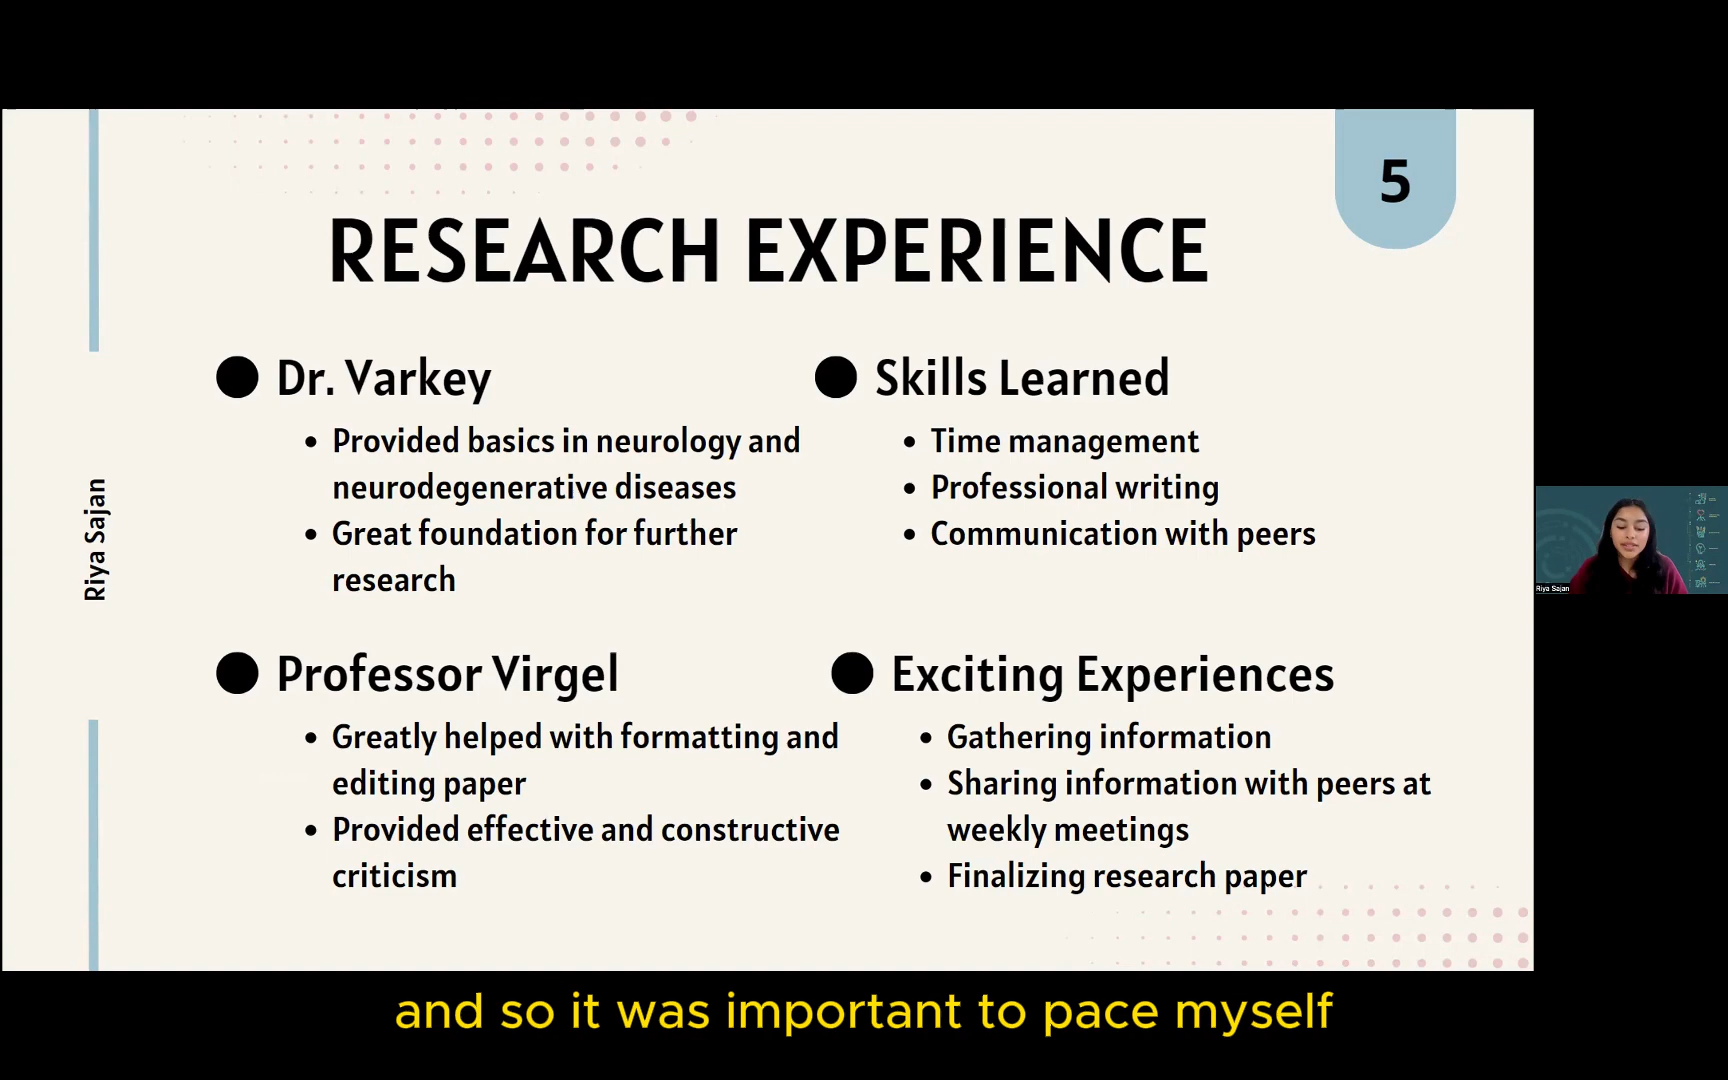 5
RESEARCH EXPERIENCE
Dr. Varkey
Provided basics in neurology and
neurodegenerative diseases
Great foundation for further
research
Skills Learned
Time management
Professional writing
Communication with peers
Riya Sajan
Professor Virgel
Greatly helped with formatting and
editing paper
Provided effective and constructive
criticism
Exciting Experiences
Gathering information
Sharing information with peers at
weekly meetings
Finalizing research paper
Riya Sajan
and so it was important to pace myself